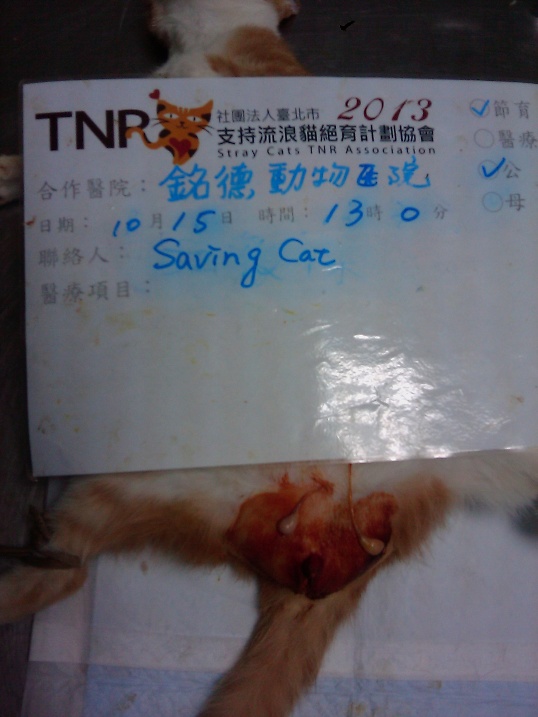 TNR
社團法人臺北市 2013
支持流浪貓絕育計劃協會
Stray Cats TNR Association
節育
醫療
公
母
合作醫院：銘德動物医院
日期：10月15日 時間：13時0分
聯絡人：Saving Cat
醫療項目：